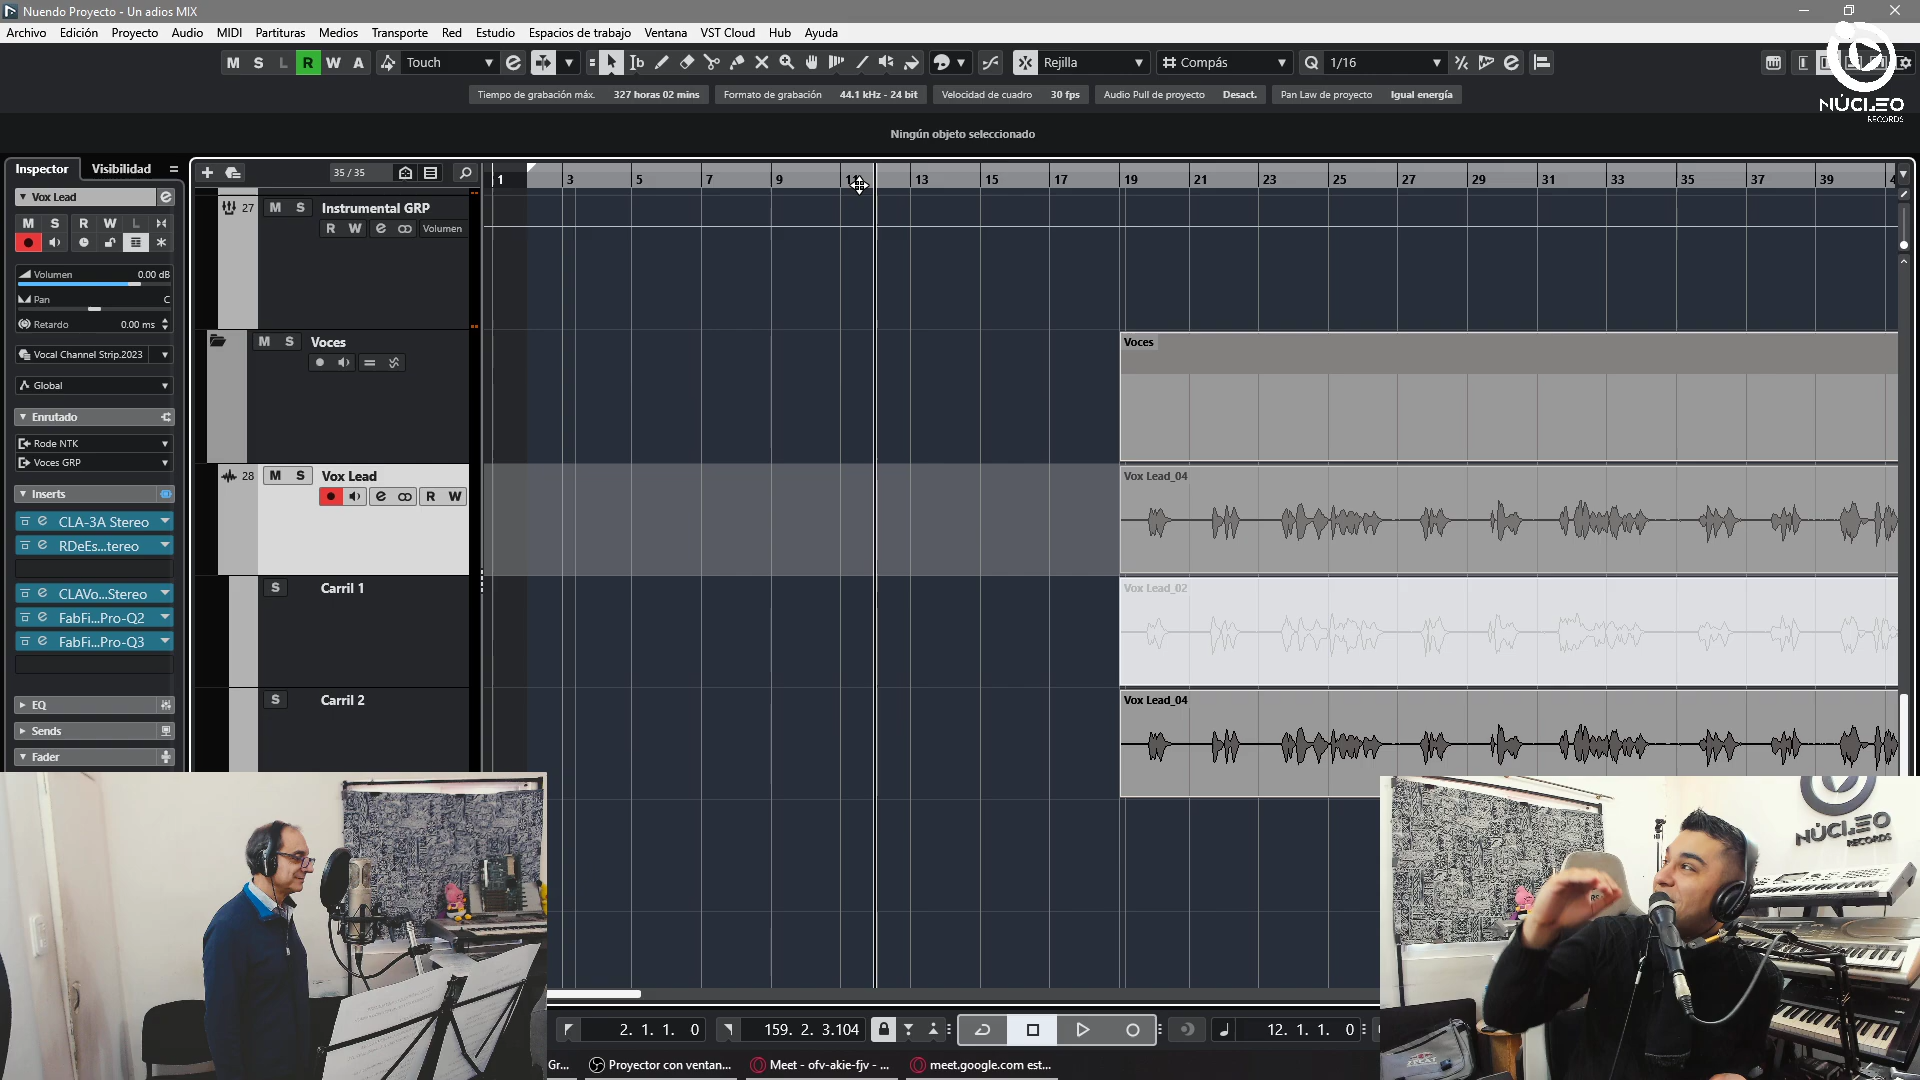 Nuendo Proyecto - Un adios MIX
Archivo Edición Proyecto Audio MIDI Partituras Medios Transporte Red Estudio Espacios de trabajo Ventana VST Cloud Hub Ayuda
M S L R W A Touch Rejilla Compás Q 1/16
Tiempo de grabación máx. 327 horas 02 mins Formato de grabación 44.1 kHz - 24 bit Velocidad de cuadro 30 fps Audio Pull de proyecto Desact. Pan Law de proyecto Igual energía
NÚCLEO
RECORDS
Ningún objeto seleccionado
Inspector Visibilidad
35 / 35
1 3 5 7 9 11 13 15 17 19 21 23 25 27 29 31 33 35 37 39 4
Vox Lead
M S R W L
Volumen 0.00 dB
Pan C
Retardo 0.00 ms
Vocal Channel Strip.2023
Global
Enrutado
Rode NTK
Voces GRP
Inserts
CLA-3A Stereo
RDeEs...tereo
CLAVo...Stereo
FabFi...Pro-Q2
FabFi...Pro-Q3
EQ
Sends
Fader
27 M S Instrumental GRP
R W Volumen
M S Voces
28 M S Vox Lead
R W
S Carril 1
S Carril 2
Voces
Vox Lead_04
Vox Lead_02
Vox Lead_04
2. 1. 1. 0 159. 2. 3.104 12. 1. 1. 0
Gr... Proyector con ventan... Meet - ofv-akie-fjv - ... meet.google.com est...
NÚCLEO
RECORDS